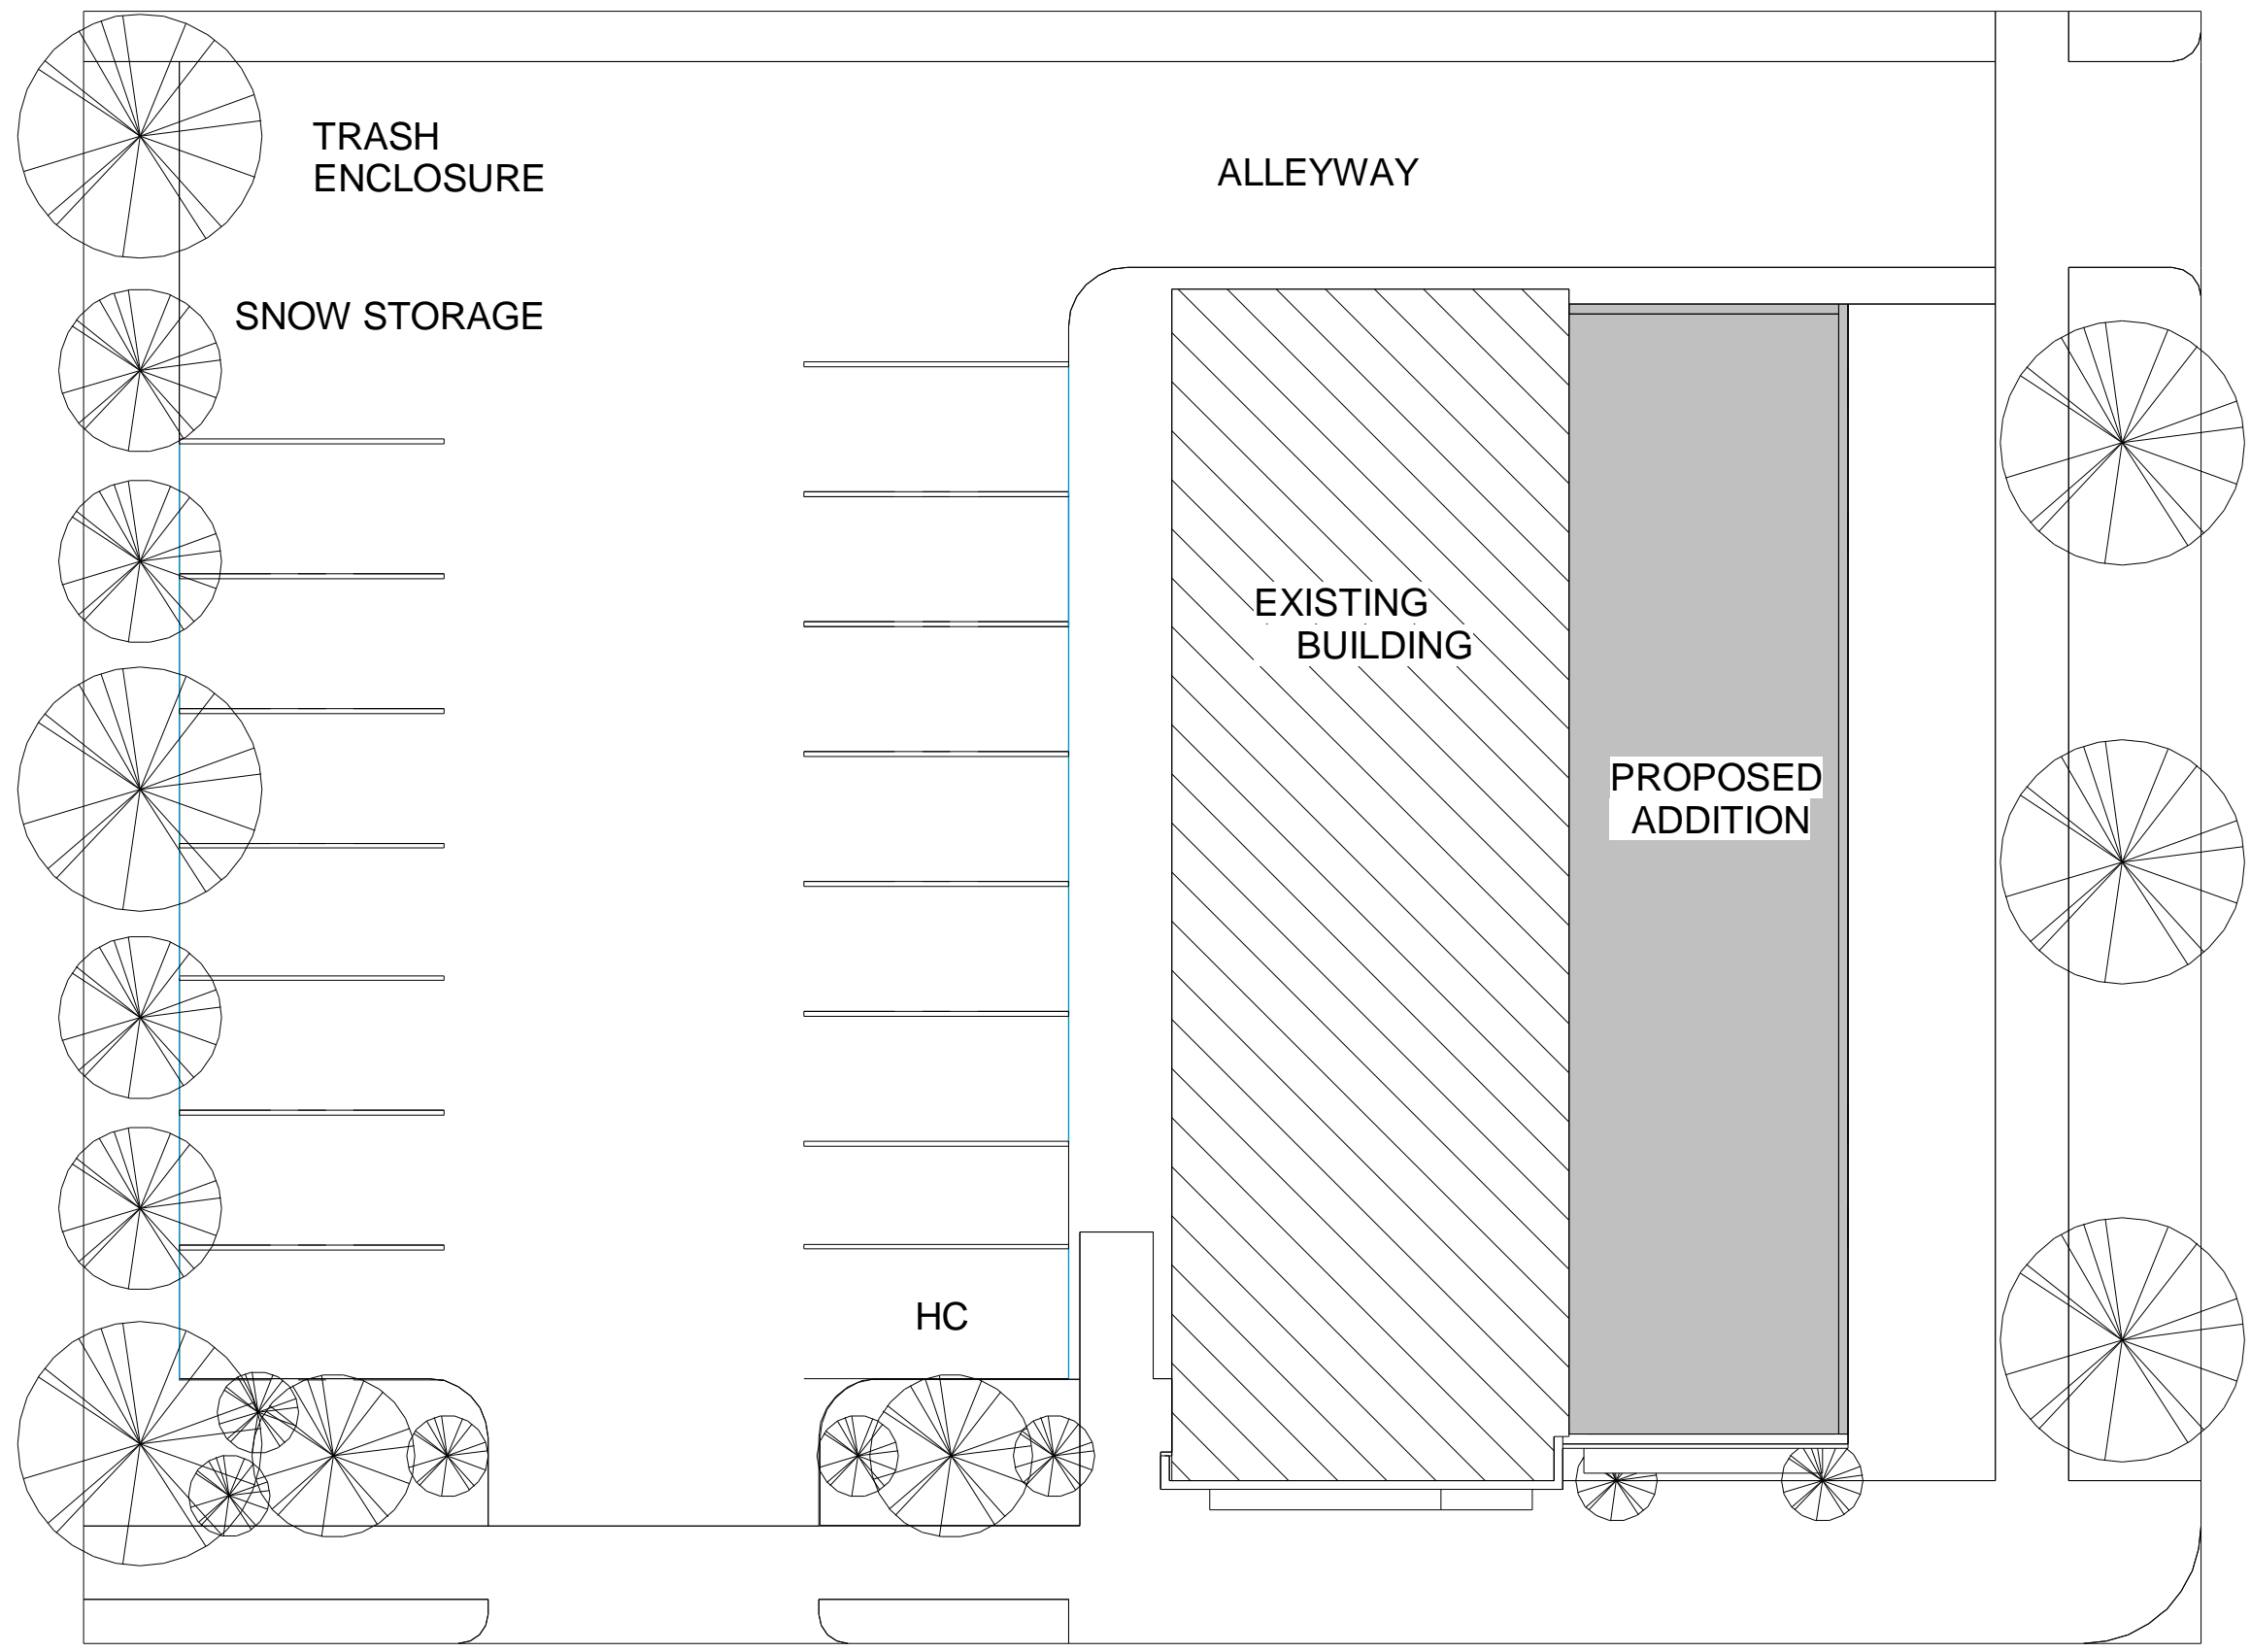 TRASH
ENCLOSURE
ALLEYWAY
SNOW STORAGE
EXISTING
BUILDING
PROPOSED
ADDITION
HC